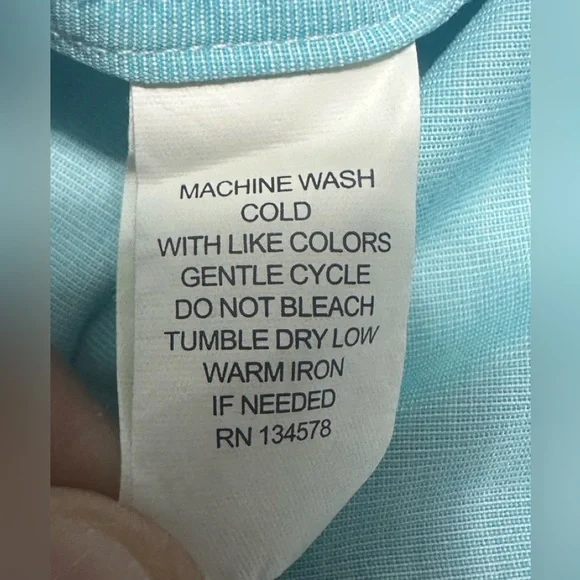 MACHINE WASH
COLD
WITH LIKE COLORS
GENTLE CYCLE
DO NOT BLEACH
TUMBLE DRY LOW
WARM IRON
IF NEEDED
RN 134578